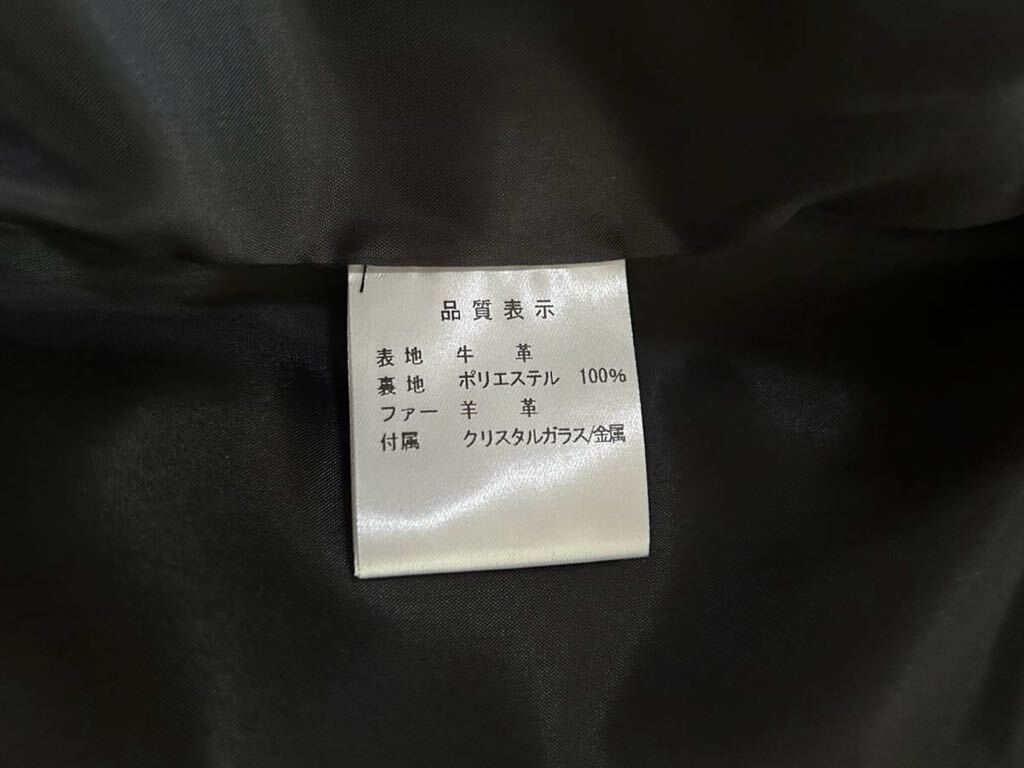 品質表示
表地 牛 革
裏地 ポリエステル 100%
ファー 羊 革
付属 クリスタルガラス/金属